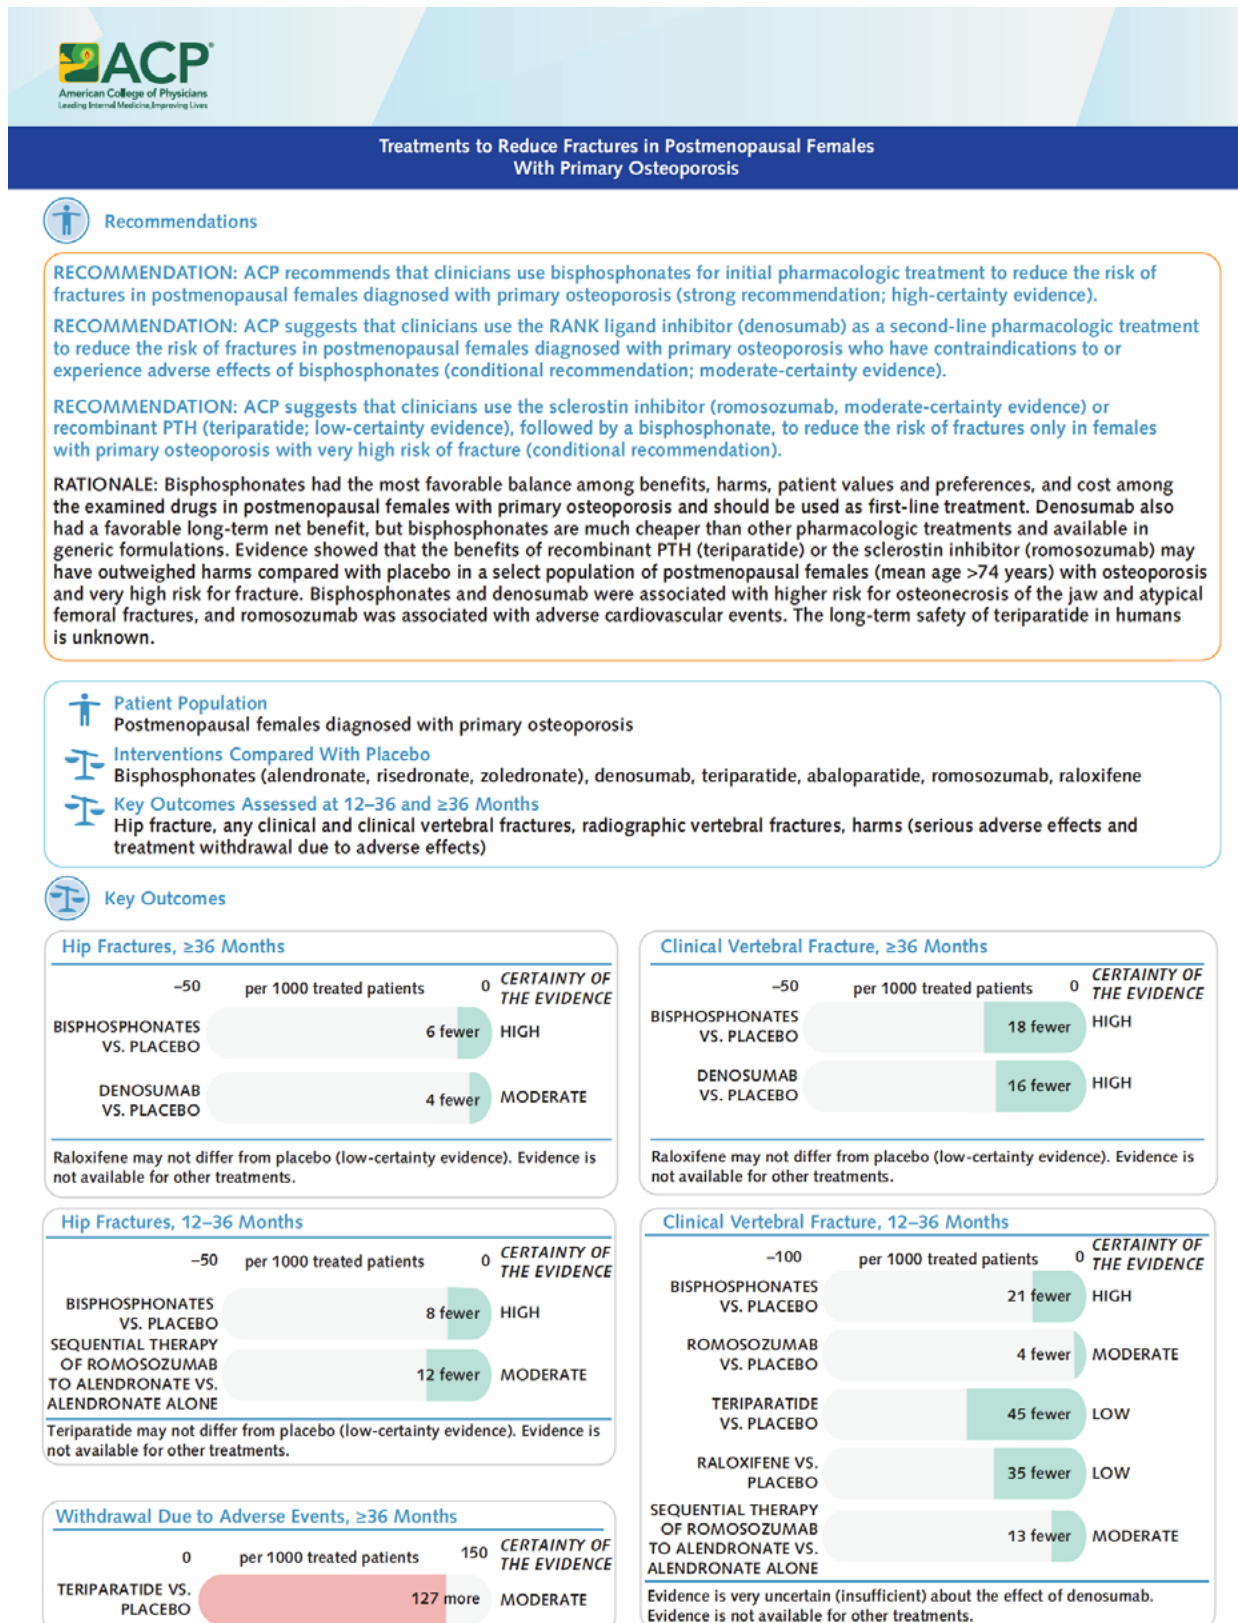 ACP®
American College of Physicians
Leading Internal Medicine, Improving Lives
Treatments to Reduce Fractures in Postmenopausal Females
With Primary Osteoporosis
Recommendations
RECOMMENDATION: ACP recommends that clinicians use bisphosphonates for initial pharmacologic treatment to reduce the risk of
fractures in postmenopausal females diagnosed with primary osteoporosis (strong recommendation; high-certainty evidence).
RECOMMENDATION: ACP suggests that clinicians use the RANK ligand inhibitor (denosumab) as a second-line pharmacologic treatment
to reduce the risk of fractures in postmenopausal females diagnosed with primary osteoporosis who have contraindications to or
experience adverse effects of bisphosphonates (conditional recommendation; moderate-certainty evidence).
RECOMMENDATION: ACP suggests that clinicians use the sclerostin inhibitor (romosozumab, moderate-certainty evidence) or
recombinant PTH (teriparatide; low-certainty evidence), followed by a bisphosphonate, to reduce the risk of fractures only in females
with primary osteoporosis with very high risk of fracture (conditional recommendation).
RATIONALE: Bisphosphonates had the most favorable balance among benefits, harms, patient values and preferences, and cost among
the examined drugs in postmenopausal females with primary osteoporosis and should be used as first-line treatment. Denosumab also
had a favorable long-term net benefit, but bisphosphonates are much cheaper than other pharmacologic treatments and available in
generic formulations. Evidence showed that the benefits of recombinant PTH (teriparatide) or the sclerostin inhibitor (romosozumab) may
have outweighed harms compared with placebo in a select population of postmenopausal females (mean age >74 years) with osteoporosis
and very high risk for fracture. Bisphosphonates and denosumab were associated with higher risk for osteonecrosis of the jaw and atypical
femoral fractures, and romosozumab was associated with adverse cardiovascular events. The long-term safety of teriparatide in humans
is unknown.
Patient Population
Postmenopausal females diagnosed with primary osteoporosis
Interventions Compared With Placebo
Bisphosphonates (alendronate, risedronate, zoledronate), denosumab, teriparatide, abaloparatide, romosozumab, raloxifene
Key Outcomes Assessed at 12–36 and ≥36 Months
Hip fracture, any clinical and clinical vertebral fractures, radiographic vertebral fractures, harms (serious adverse effects and
treatment withdrawal due to adverse effects)
Key Outcomes
Hip Fractures, ≥36 Months
–50 per 1000 treated patients 0 CERTAINTY OF
THE EVIDENCE
BISPHOSPHONATES
VS. PLACEBO
6 fewer HIGH
DENOSUMAB
VS. PLACEBO
4 fewer MODERATE
Raloxifene may not differ from placebo (low-certainty evidence). Evidence is
not available for other treatments.
Clinical Vertebral Fracture, ≥36 Months
–50 per 1000 treated patients 0 CERTAINTY OF
THE EVIDENCE
BISPHOSPHONATES
VS. PLACEBO
18 fewer HIGH
DENOSUMAB
VS. PLACEBO
16 fewer HIGH
Raloxifene may not differ from placebo (low-certainty evidence). Evidence is
not available for other treatments.
Hip Fractures, 12–36 Months
–50 per 1000 treated patients 0 CERTAINTY OF
THE EVIDENCE
BISPHOSPHONATES
VS. PLACEBO
8 fewer HIGH
SEQUENTIAL THERAPY
OF ROMOSOZUMAB
TO ALENDRONATE VS.
ALENDRONATE ALONE
12 fewer MODERATE
Teriparatide may not differ from placebo (low-certainty evidence). Evidence is
not available for other treatments.
Clinical Vertebral Fracture, 12–36 Months
–100 per 1000 treated patients 0 CERTAINTY OF
THE EVIDENCE
BISPHOSPHONATES
VS. PLACEBO
21 fewer HIGH
ROMOSOZUMAB
VS. PLACEBO
4 fewer MODERATE
TERIPARATIDE
VS. PLACEBO
45 fewer LOW
RALOXIFENE VS.
PLACEBO
35 fewer LOW
SEQUENTIAL THERAPY
OF ROMOSOZUMAB
TO ALENDRONATE VS.
ALENDRONATE ALONE
13 fewer MODERATE
Evidence is very uncertain (insufficient) about the effect of denosumab.
Evidence is not available for other treatments.
Withdrawal Due to Adverse Events, ≥36 Months
0 per 1000 treated patients 150 CERTAINTY OF
THE EVIDENCE
TERIPARATIDE VS.
PLACEBO
127 more MODERATE